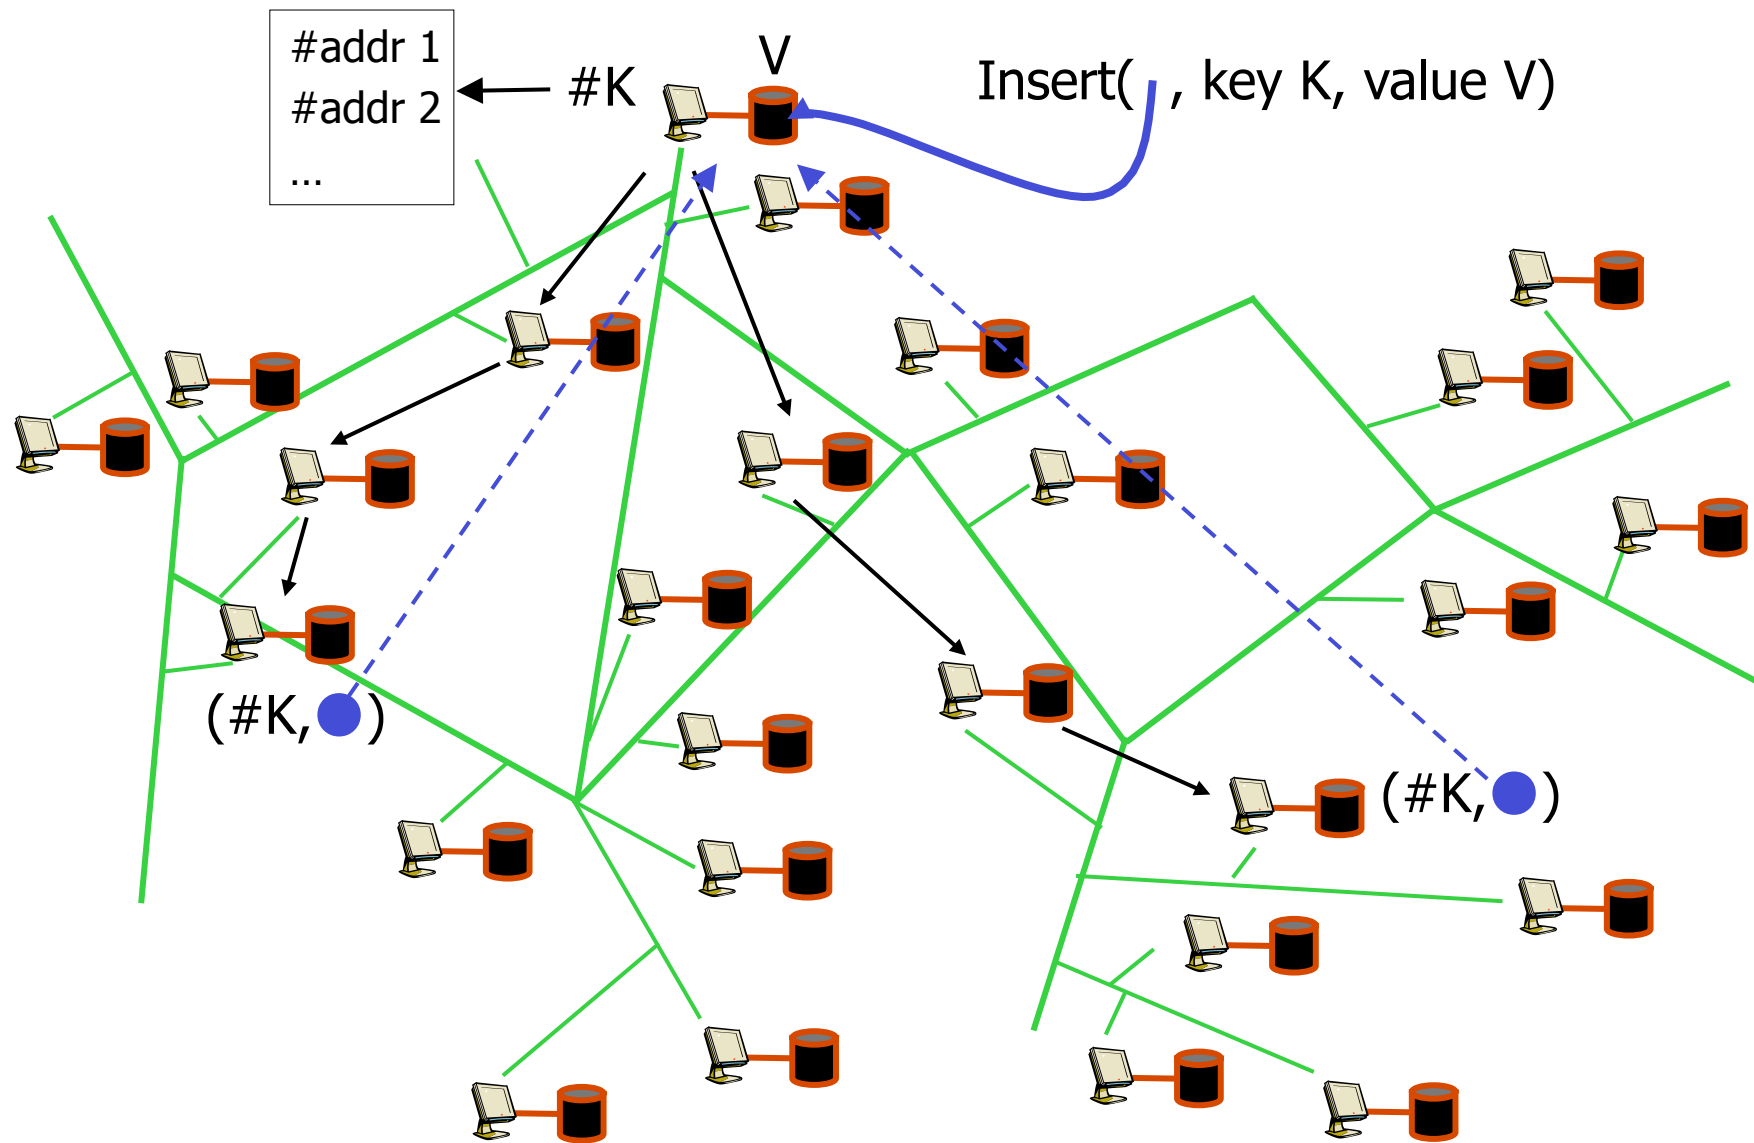 #addr 1
#addr 2
...
#K
V
Insert( , key K, value V)
(#K, )
(#K, )